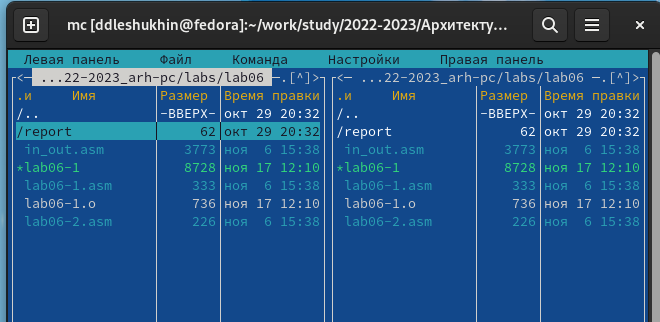 mc [ddleshukhin@fedora]:~/work/study/2022-2023/Архитекту...
Левая панель Файл Команда Настройки Правая панель
<— ...22-2023_arh-pc/labs/lab06 —.[^]> <— ...22-2023_arh-pc/labs/lab06 —.[^]>
.и Имя Размер Время правки .и Имя Размер Время правки
/.. -ВВЕРХ- окт 29 20:32 /.. -ВВЕРХ- окт 29 20:32
/report 62 окт 29 20:32 /report 62 окт 29 20:32
in_out.asm 3773 ноя 6 15:38 in_out.asm 3773 ноя 6 15:38
*lab06-1 8728 ноя 17 12:10 *lab06-1 8728 ноя 17 12:10
lab06-1.asm 333 ноя 6 15:38 lab06-1.asm 333 ноя 6 15:38
lab06-1.o 736 ноя 17 12:10 lab06-1.o 736 ноя 17 12:10
lab06-2.asm 226 ноя 6 15:38 lab06-2.asm 226 ноя 6 15:38